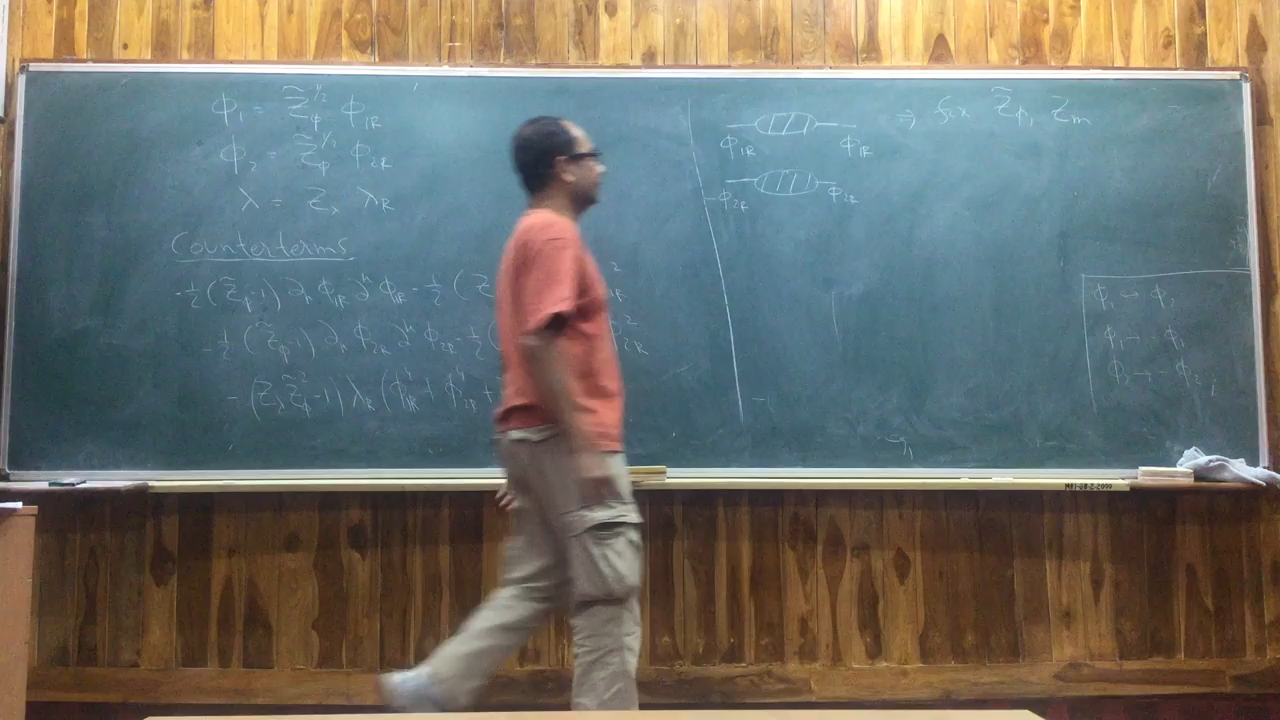 ϕ₁ = Z̃_ϕ^{1/2} ϕ_{1R}
ϕ₂ = Z̃_ϕ^{1/2} ϕ_{2R}
λ = Z_λ λ_R
Counterterms
-½ (Z̃_ϕ-1) ∂_μ ϕ_{1R} ∂^μ ϕ_{1R} - ½ (Z
-½ (Z̃_ϕ-1) ∂_μ ϕ_{2R} ∂^μ ϕ_{2R} - ½ (
- (Z_λ Z̃_ϕ² -1) λ_R (ϕ_{1R}^4 + ϕ_{2R}^4 +
ϕ_{1R} ϕ_{1R}
⇒ fix Z̃_ϕ, Z_m
ϕ_{2R} ϕ_{2R}
ϕ₁ ↔ ϕ₂
ϕ₁ → -ϕ₁
ϕ₂ → -ϕ₂